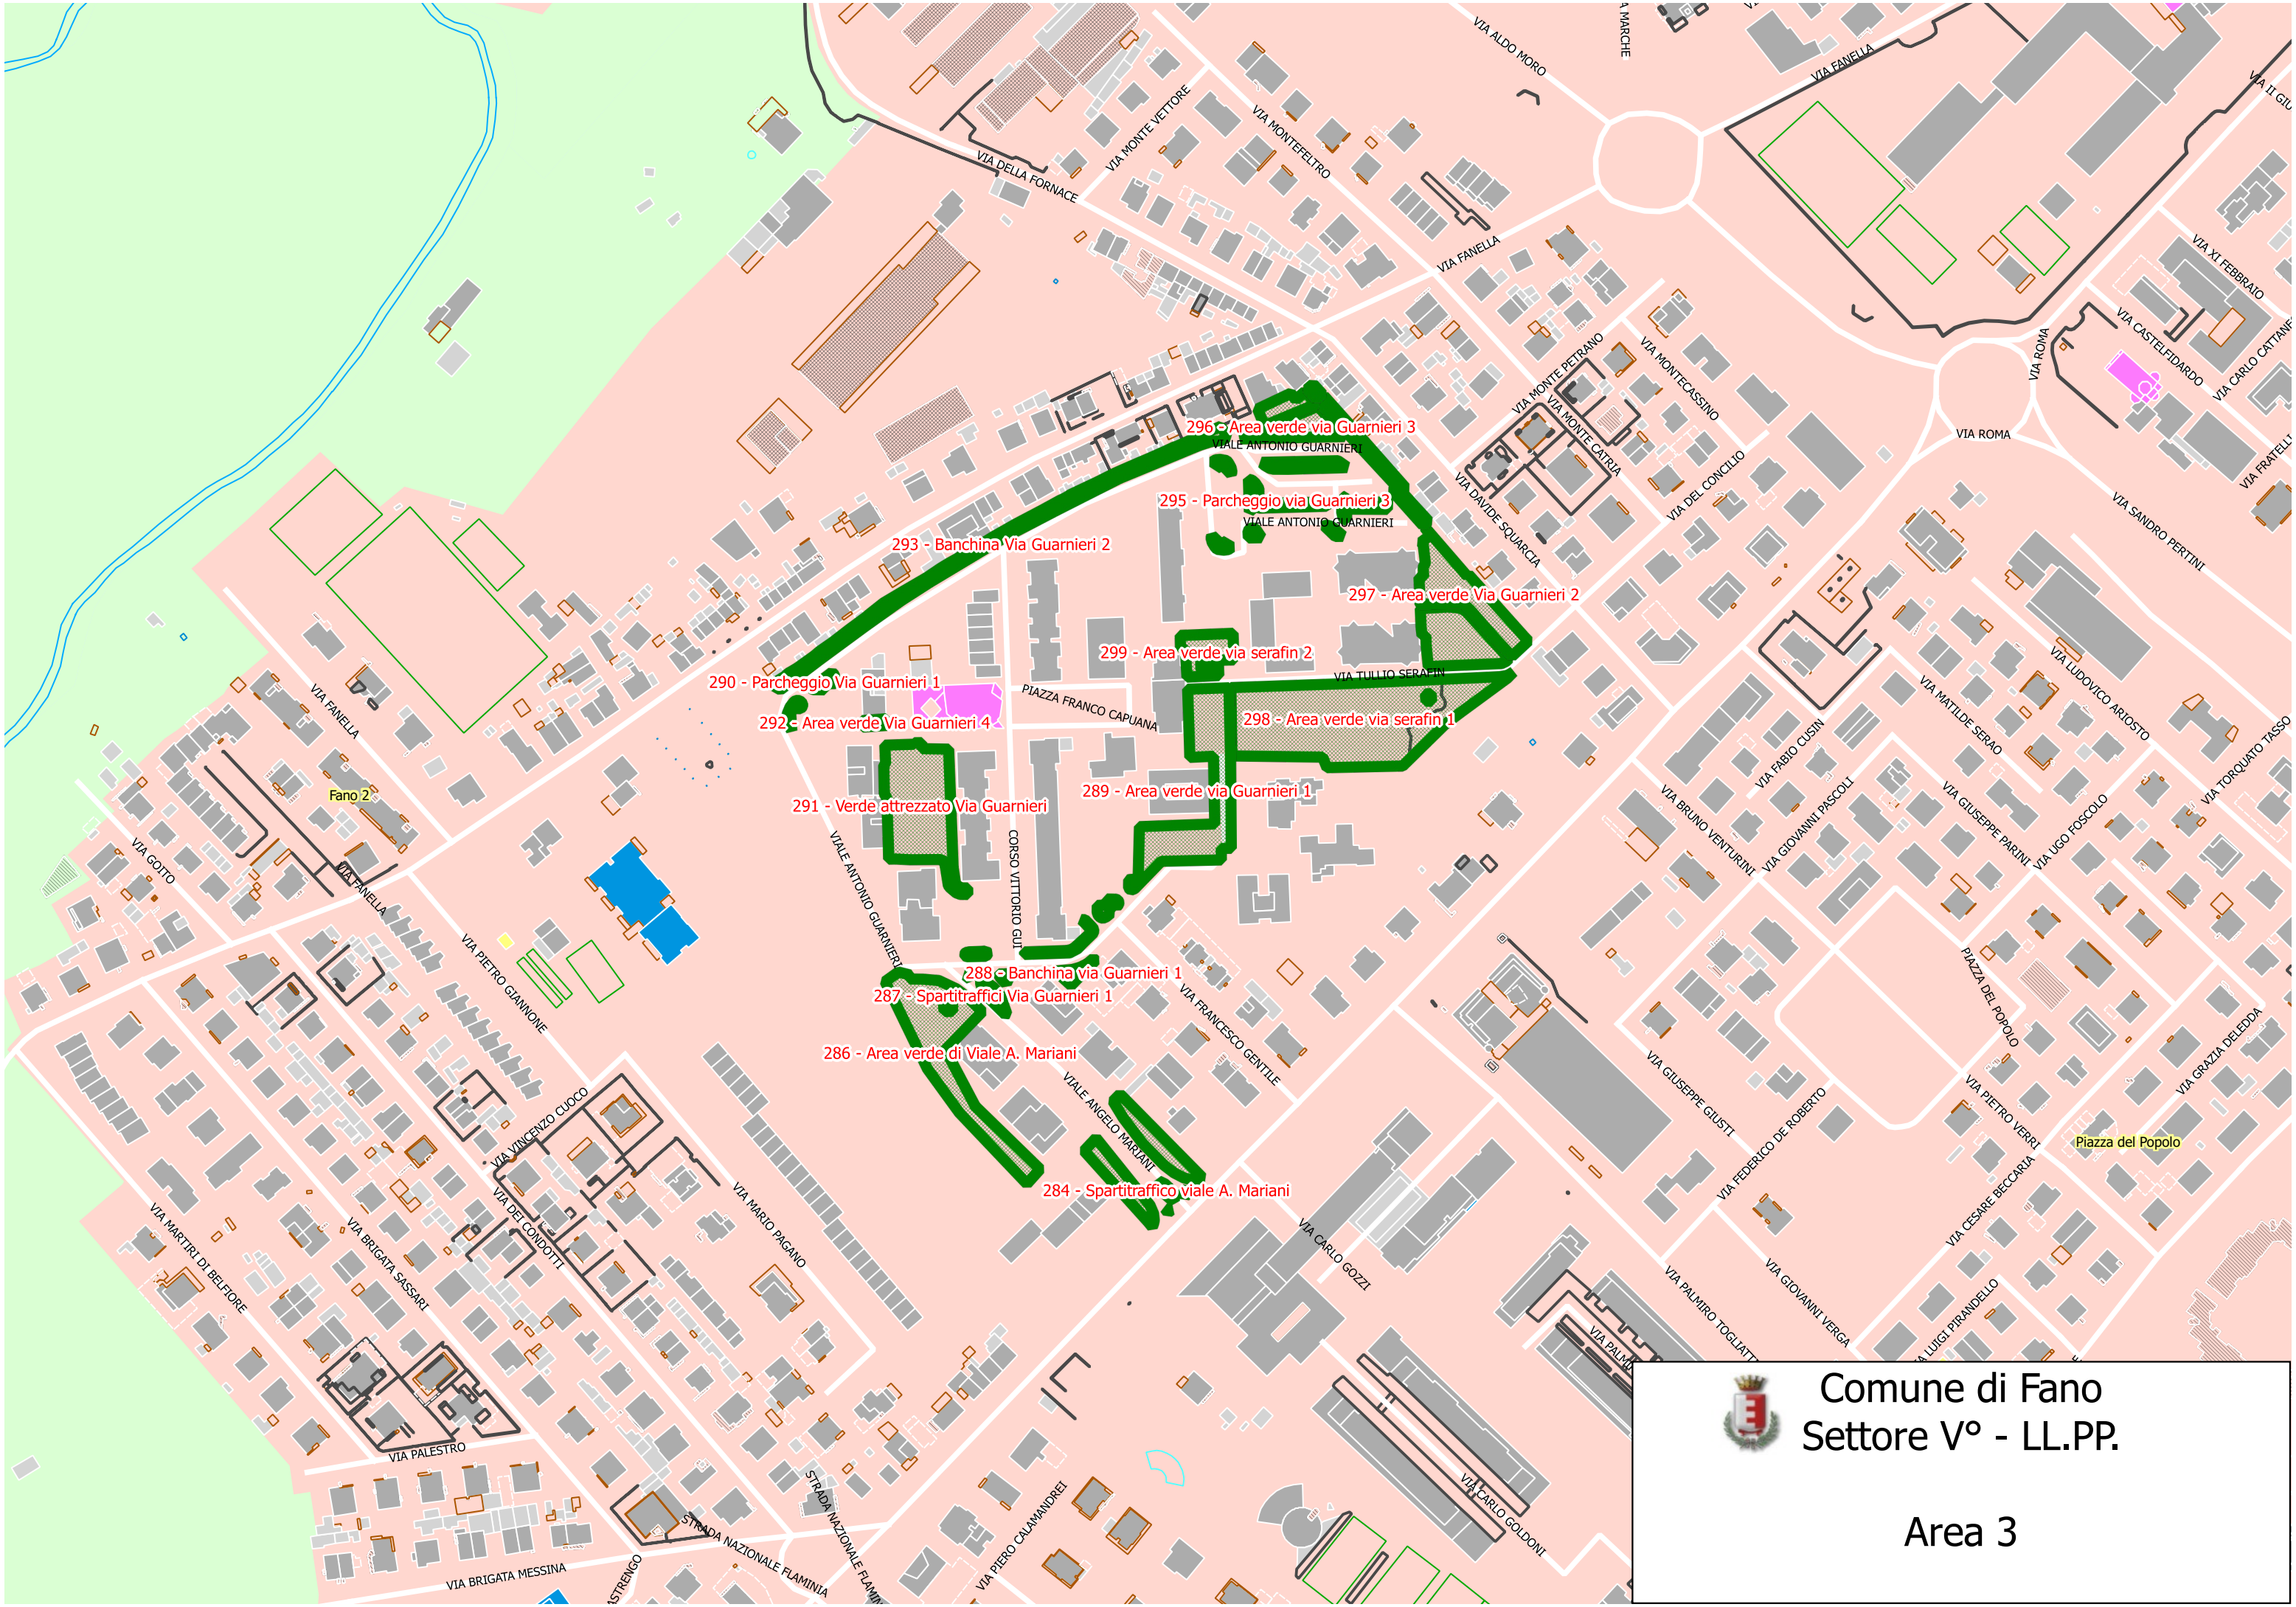 VIA ALDO MORO
VIA FANELLA
VIA MONTE VETTORE
VIA MONTEFELTRO
VIA DELLA FORNACE
VIA FANELLA
VIA XI FEBBRAIO
VIA CASTELFIDARDO
VIA ROMA
VIA MONTE PETRANO
VIA MONTECASSINO
VIA MONTE CATRIA
296 - Area verde via Guarnieri 3
VIALE ANTONIO GUARNIERI
VIA ROMA
VIA DEL CONCILIO
VIA DAVIDE SQUARCIA
295 - Parcheggio via Guarnieri 3
VIALE ANTONIO GUARNIERI
VIA SANDRO PERTINI
293 - Banchina Via Guarnieri 2
297 - Area verde Via Guarnieri 2
299 - Area verde via serafin 2
VIA TULLIO SERAFIN
290 - Parcheggio Via Guarnieri 1
PIAZZA FRANCO CAPUANA
292 - Area verde Via Guarnieri 4
298 - Area verde via serafin 1
VIA FANELLA
VIA LUDOVICO ARIOSTO
VIA MATILDE SERAO
VIA FABIO CUSIN
VIA TORQUATO TASSO
Fano 2
289 - Area verde via Guarnieri 1
291 - Verde attrezzato Via Guarnieri
VIA BRUNO VENTURINI
VIA GIOVANNI PASCOLI
VIA GIUSEPPE PARINI
VIA UGO FOSCOLO
VIA GOITO
VIA FANELLA
VIALE ANTONIO GUARNIERI
CORSO VITTORIO GUI
VIA PIETRO GIANNONE
288 - Banchina via Guarnieri 1
287 - Spartitraffici Via Guarnieri 1
VIA FRANCESCO GENTILE
PIAZZA DEL POPOLO
286 - Area verde di Viale A. Mariani
VIALE ANGELO MARIANI
VIA GIUSEPPE GIUSTI
VIA GRAZIA DELEDDA
VIA FEDERICO DE ROBERTO
VIA PIETRO VERRI
Piazza del Popolo
VIA VINCENZO CUOCO
284 - Spartitraffico viale A. Mariani
VIA MARTIRI DI BELFIORE
VIA BRIGATA SASSARI
VIA DEI CONDOTTI
VIA MARIO PAGANO
VIA CARLO GOZZI
VIA CESARE BECCARIA
VIA PALMIRO TOGLIATTI
VIA GIOVANNI VERGA
VIA LUIGI PIRANDELLO
VIA PALESTRO
STRADA NAZIONALE FLAMINIA
VIA BRIGATA MESSINA
VIA PIERO CALAMANDREI
VIA CARLO GOLDONI
Comune di Fano
Settore V° - LL.PP.
Area 3